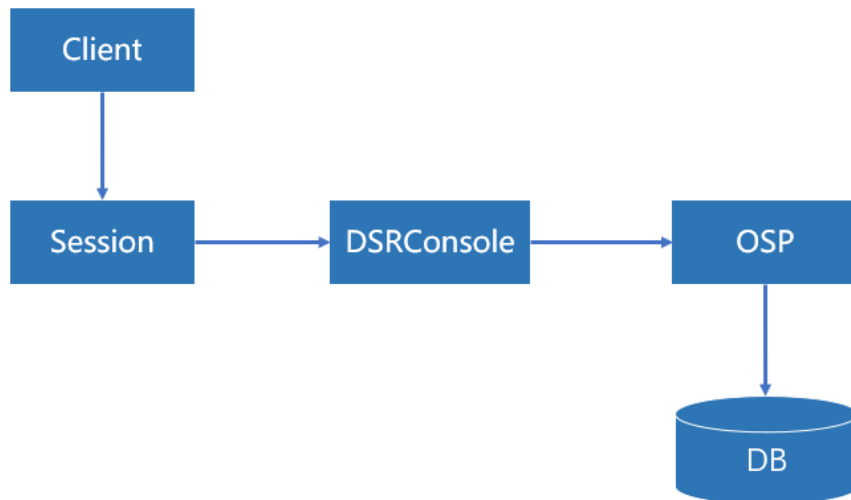 Client
Session
DSRConsole
OSP
DB